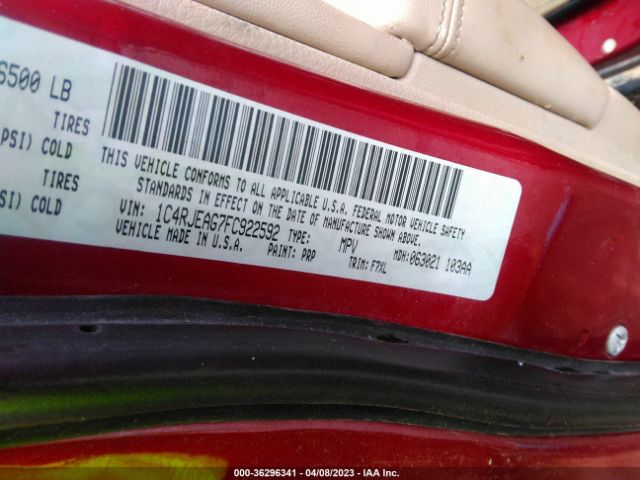 6500 LB
TIRES
PSI) COLD
TIRES
SI) COLD
THIS VEHICLE CONFORMS TO ALL APPLICABLE U.S.A. FEDERAL MOTOR VEHICLE SAFETY
STANDARDS IN EFFECT ON THE DATE OF MANUFACTURE SHOWN ABOVE.
VIN: 1C4RJEAG7FC922592 TYPE: MPV MDH: 063021 103AA
VEHICLE MADE IN U.S.A. PAINT: PRP TRIM: F7XL
000-36296341 - 04/08/2023 - IAA Inc.